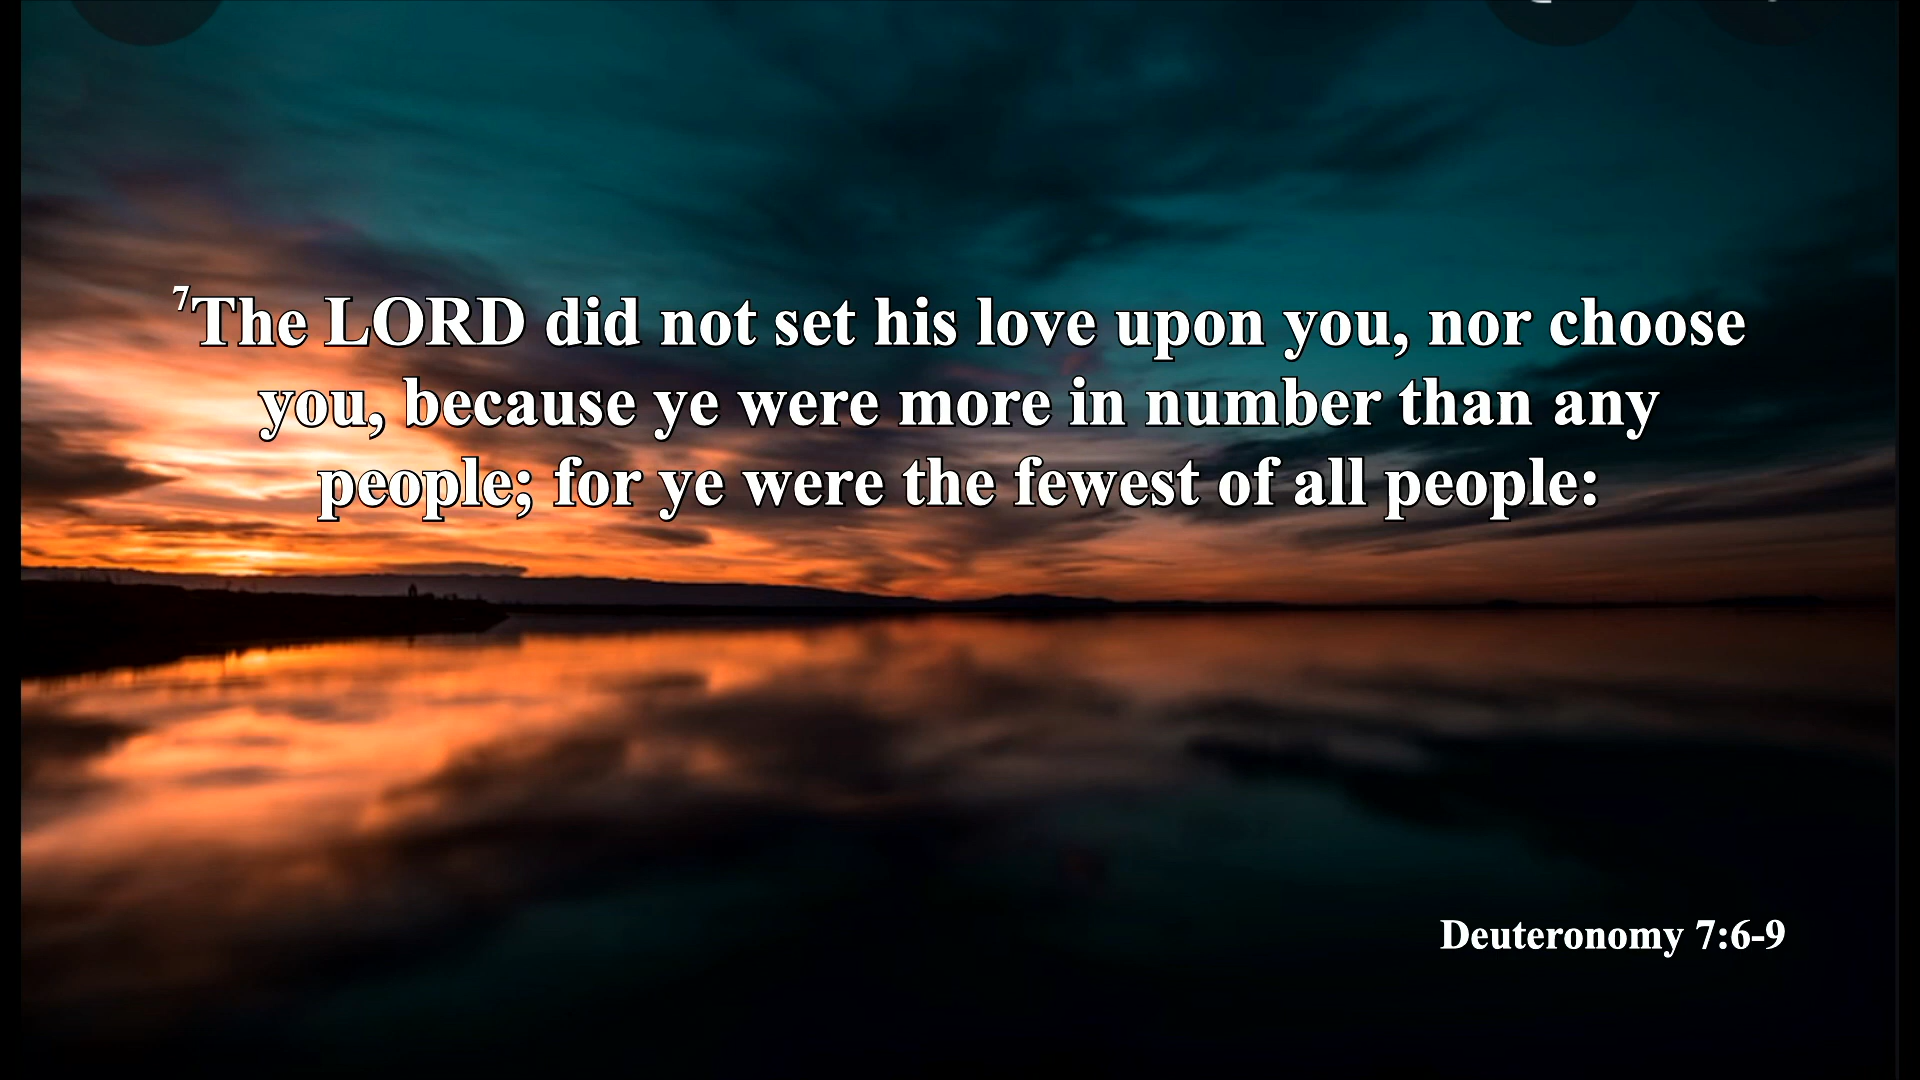 ⁷The LORD did not set his love upon you, nor choose
you, because ye were more in number than any
people; for ye were the fewest of all people:
Deuteronomy 7:6-9